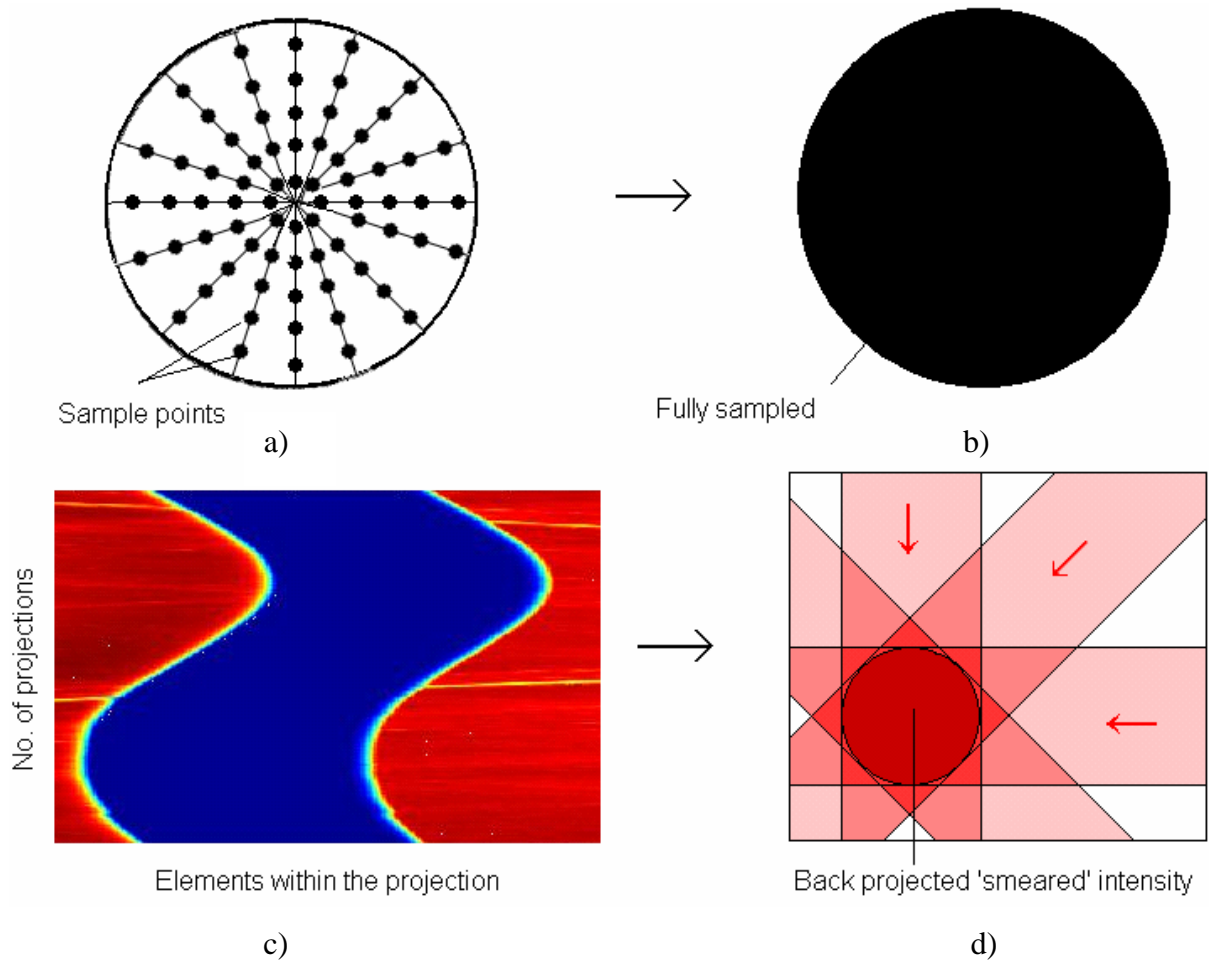 Sample points
a)
Fully sampled
b)
No. of projections
Elements within the projection
c)
Back projected 'smeared' intensity
d)